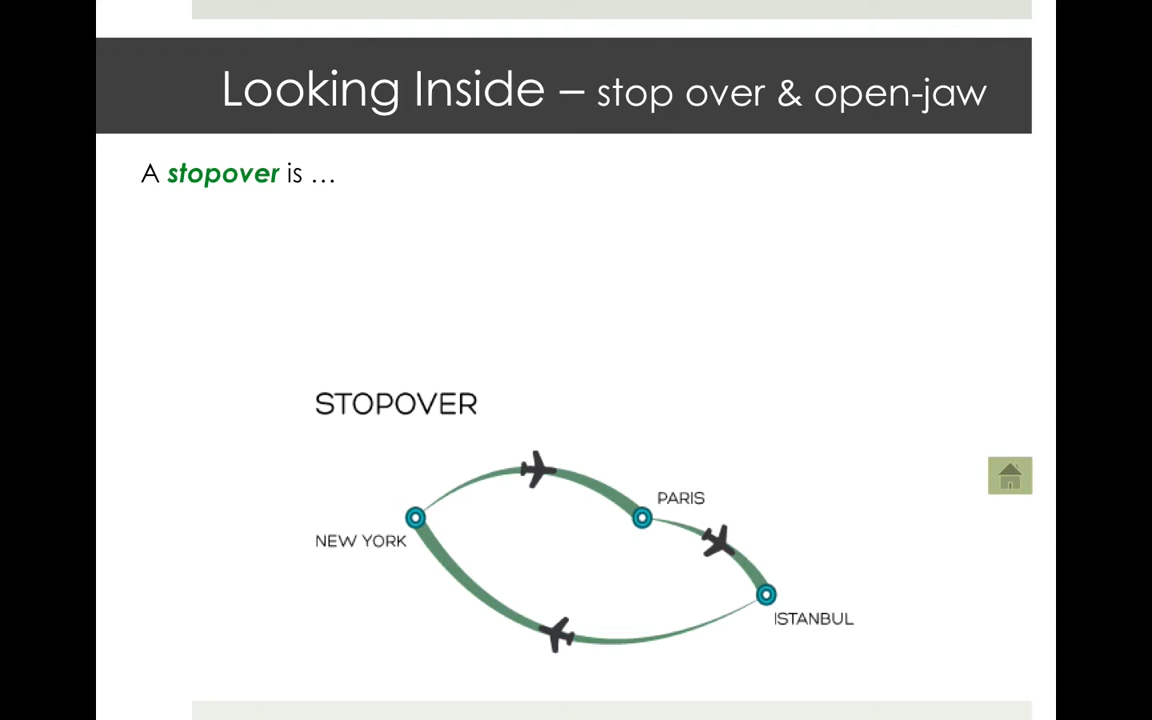 Looking Inside – stop over & open-jaw
A stopover is …
STOPOVER
PARIS
NEW YORK
ISTANBUL